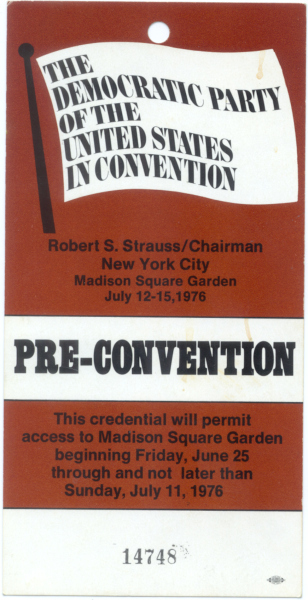 THE
DEMOCRATIC PARTY
OF THE
UNITED STATES
IN CONVENTION
Robert S. Strauss/Chairman
New York City
Madison Square Garden
July 12-15,1976
PRE-CONVENTION
This credential will permit
access to Madison Square Garden
beginning Friday, June 25
through and not later than
Sunday, July 11, 1976
14748